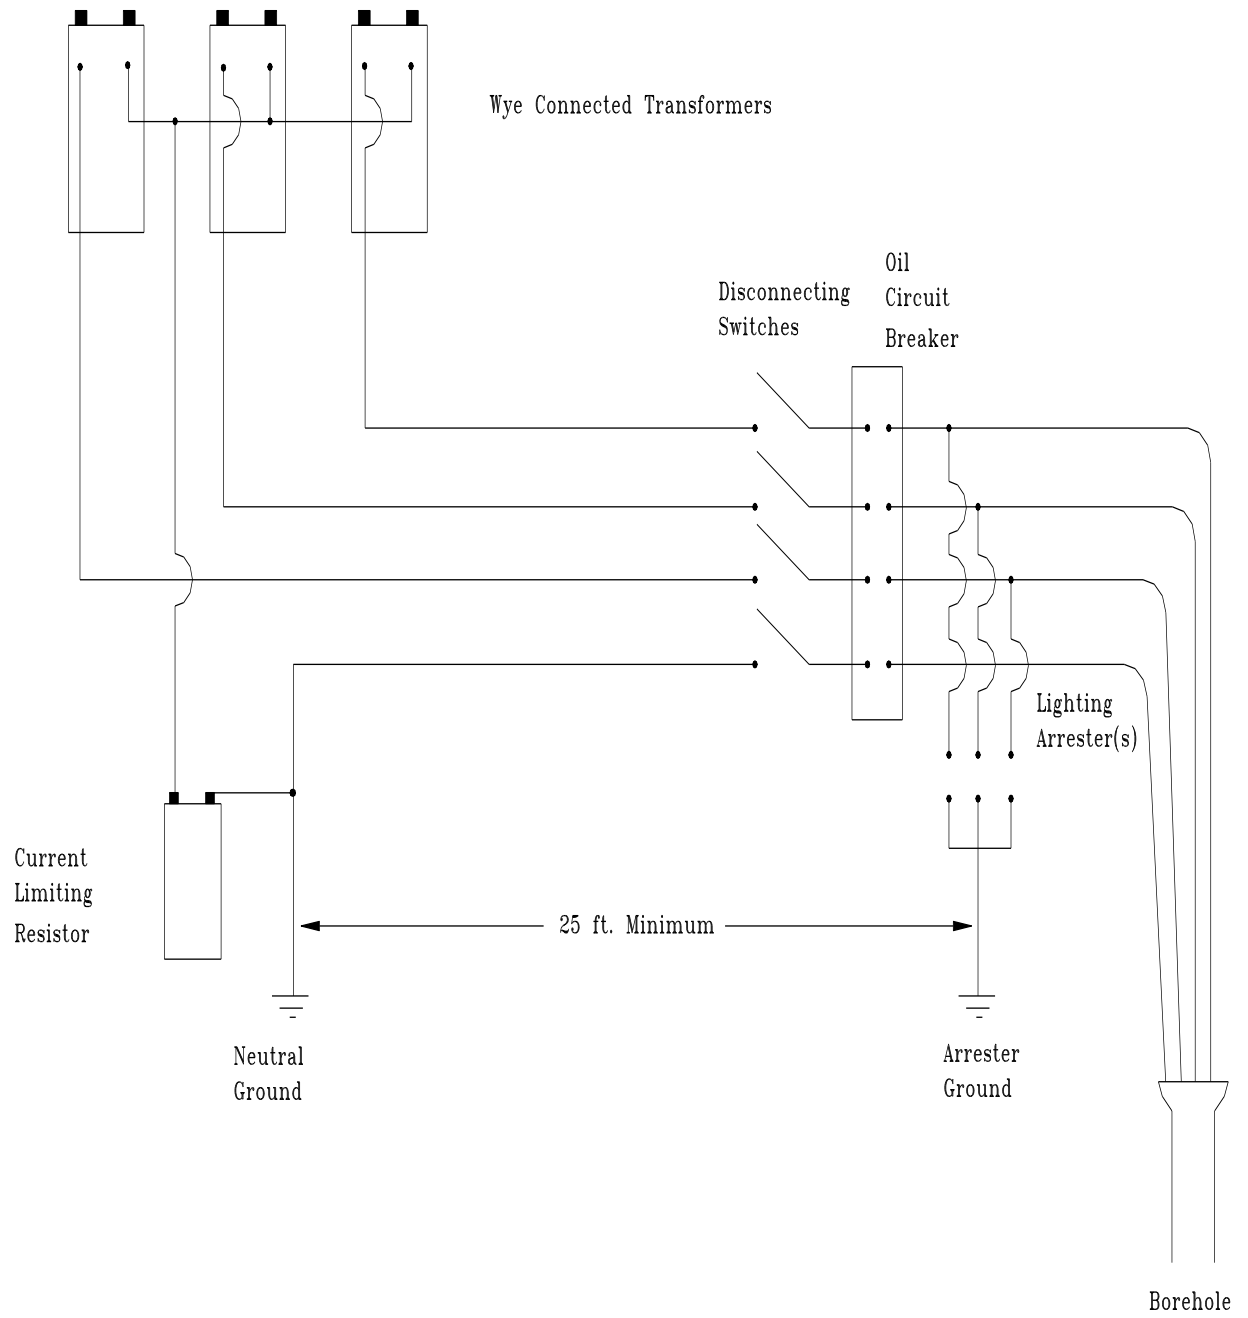 Wye Connected Transformers
Oil
Circuit
Breaker
Disconnecting
Switches
Lighting
Arrester(s)
Current
Limiting
Resistor
25 ft. Minimum
Neutral
Ground
Arrester
Ground
Borehole